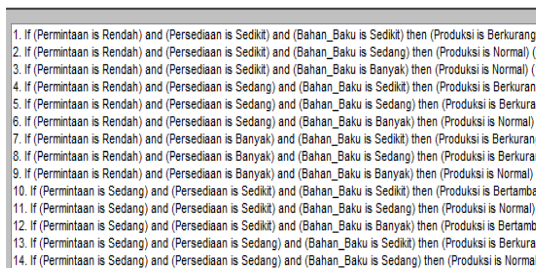 1. If (Permintaan is Rendah) and (Persediaan is Sedikit) and (Bahan_Baku is Sedikit) then (Produksi is Berkurang
2. If (Permintaan is Rendah) and (Persediaan is Sedikit) and (Bahan_Baku is Sedang) then (Produksi is Normal) (
3. If (Permintaan is Rendah) and (Persediaan is Sedikit) and (Bahan_Baku is Banyak) then (Produksi is Normal) (
4. If (Permintaan is Rendah) and (Persediaan is Sedang) and (Bahan_Baku is Sedikit) then (Produksi is Berkuran
5. If (Permintaan is Rendah) and (Persediaan is Sedang) and (Bahan_Baku is Sedang) then (Produksi is Berkura
6. If (Permintaan is Rendah) and (Persediaan is Sedang) and (Bahan_Baku is Banyak) then (Produksi is Normal)
7. If (Permintaan is Rendah) and (Persediaan is Banyak) and (Bahan_Baku is Sedikit) then (Produksi is Berkuran
8. If (Permintaan is Rendah) and (Persediaan is Banyak) and (Bahan_Baku is Sedang) then (Produksi is Berkura
9. If (Permintaan is Rendah) and (Persediaan is Banyak) and (Bahan_Baku is Banyak) then (Produksi is Normal)
10. If (Permintaan is Sedang) and (Persediaan is Sedikit) and (Bahan_Baku is Sedikit) then (Produksi is Bertamba
11. If (Permintaan is Sedang) and (Persediaan is Sedikit) and (Bahan_Baku is Sedang) then (Produksi is Normal)
12. If (Permintaan is Sedang) and (Persediaan is Sedikit) and (Bahan_Baku is Banyak) then (Produksi is Bertamb
13. If (Permintaan is Sedang) and (Persediaan is Sedang) and (Bahan_Baku is Sedikit) then (Produksi is Berkura
14. If (Permintaan is Sedang) and (Persediaan is Sedang) and (Bahan_Baku is Sedang) then (Produksi is Normal